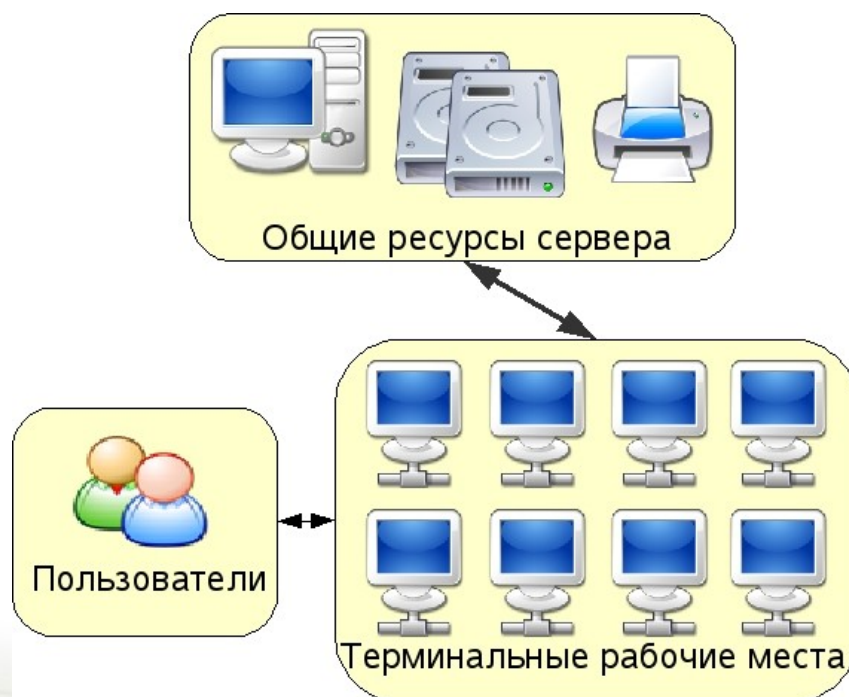 Общие ресурсы сервера
Пользователи
Терминальные рабочие места